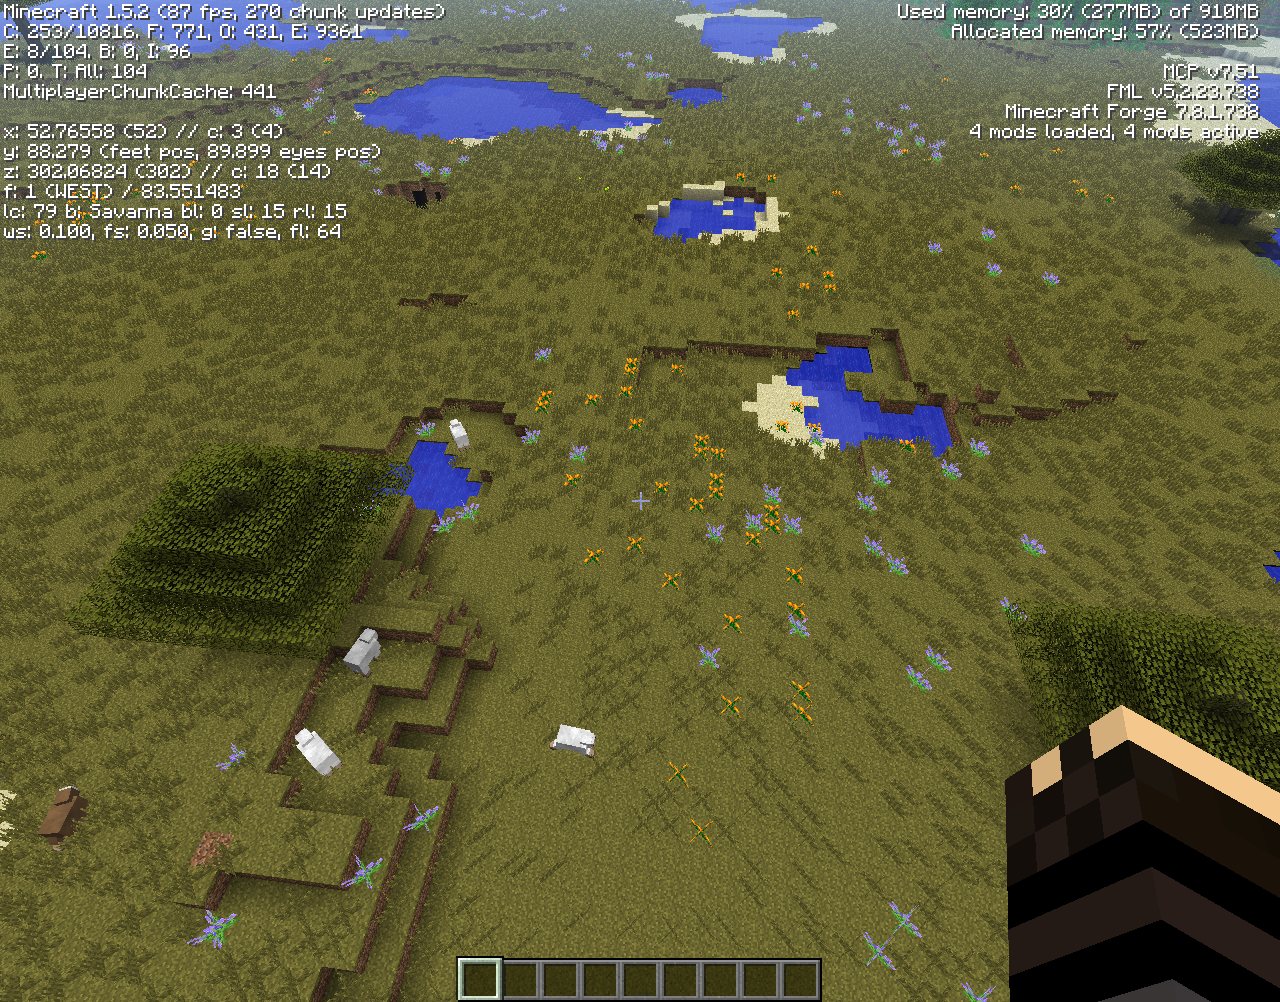 Minecraft 1.5.2 (87 fps, 270 chunk updates)
C: 253/10816. F: 771, O: 431, E: 9361
E: 8/104. B: 0, I: 96
P: 0. T: All: 104
MultiplayerChunkCache: 441
x: 52.76558 (52) // c: 3 (4)
y: 88.279 (feet pos, 89.899 eyes pos)
z: 302.06824 (302) // c: 18 (14)
f: 1 (WEST) / 83.551483
lc: 79 b: Savanna bl: 0 sl: 15 rl: 15
ws: 0.100, fs: 0.050, g: false, fl: 64
Used memory: 30% (277MB) of 910MB
Allocated memory: 57% (523MB)
MCP v7.51
FML v5.2.23.738
Minecraft Forge 7.8.1.738
4 mods loaded, 4 mods active